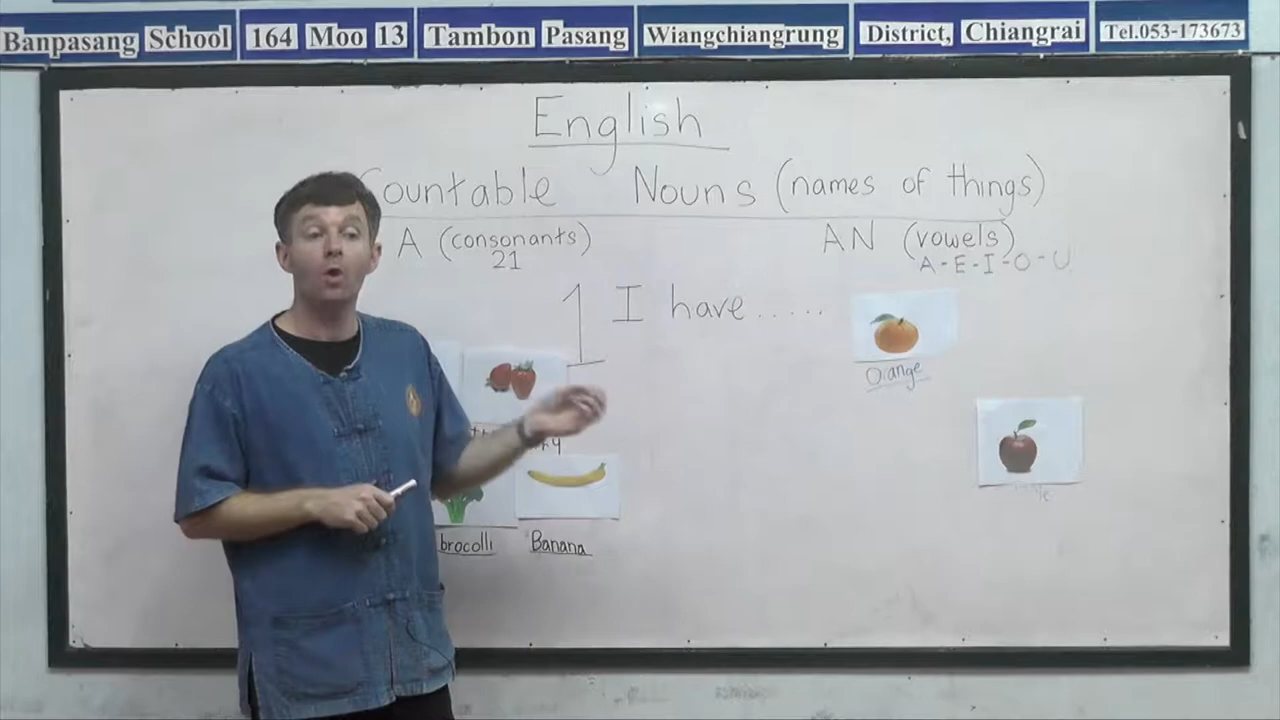 Banpasang School 164 Moo 13 Tambon Pasang Wiangchiangrung District, Chiangrai Tel.053-173673
English
Countable Nouns (names of things)
A (consonants) AN (vowels)
21 A-E-I-O-U
1 I have.....
Orange
brocolli Banana